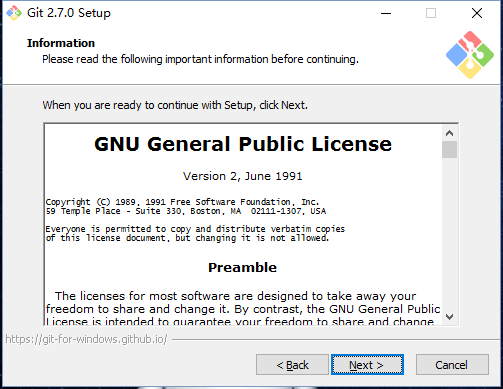 Git 2.7.0 Setup
Information
Please read the following important information before continuing.
When you are ready to continue with Setup, click Next.
GNU General Public License
Version 2, June 1991
Copyright (C) 1989, 1991 Free Software Foundation, Inc.
59 Temple Place - Suite 330, Boston, MA  02111-1307, USA
Everyone is permitted to copy and distribute verbatim copies
of this license document, but changing it is not allowed.
Preamble
The licenses for most software are designed to take away your
freedom to share and change it. By contrast, the GNU General Public
License is intended to guarantee your freedom to share and change
https://git-for-windows.github.io/
< Back
Next >
Cancel